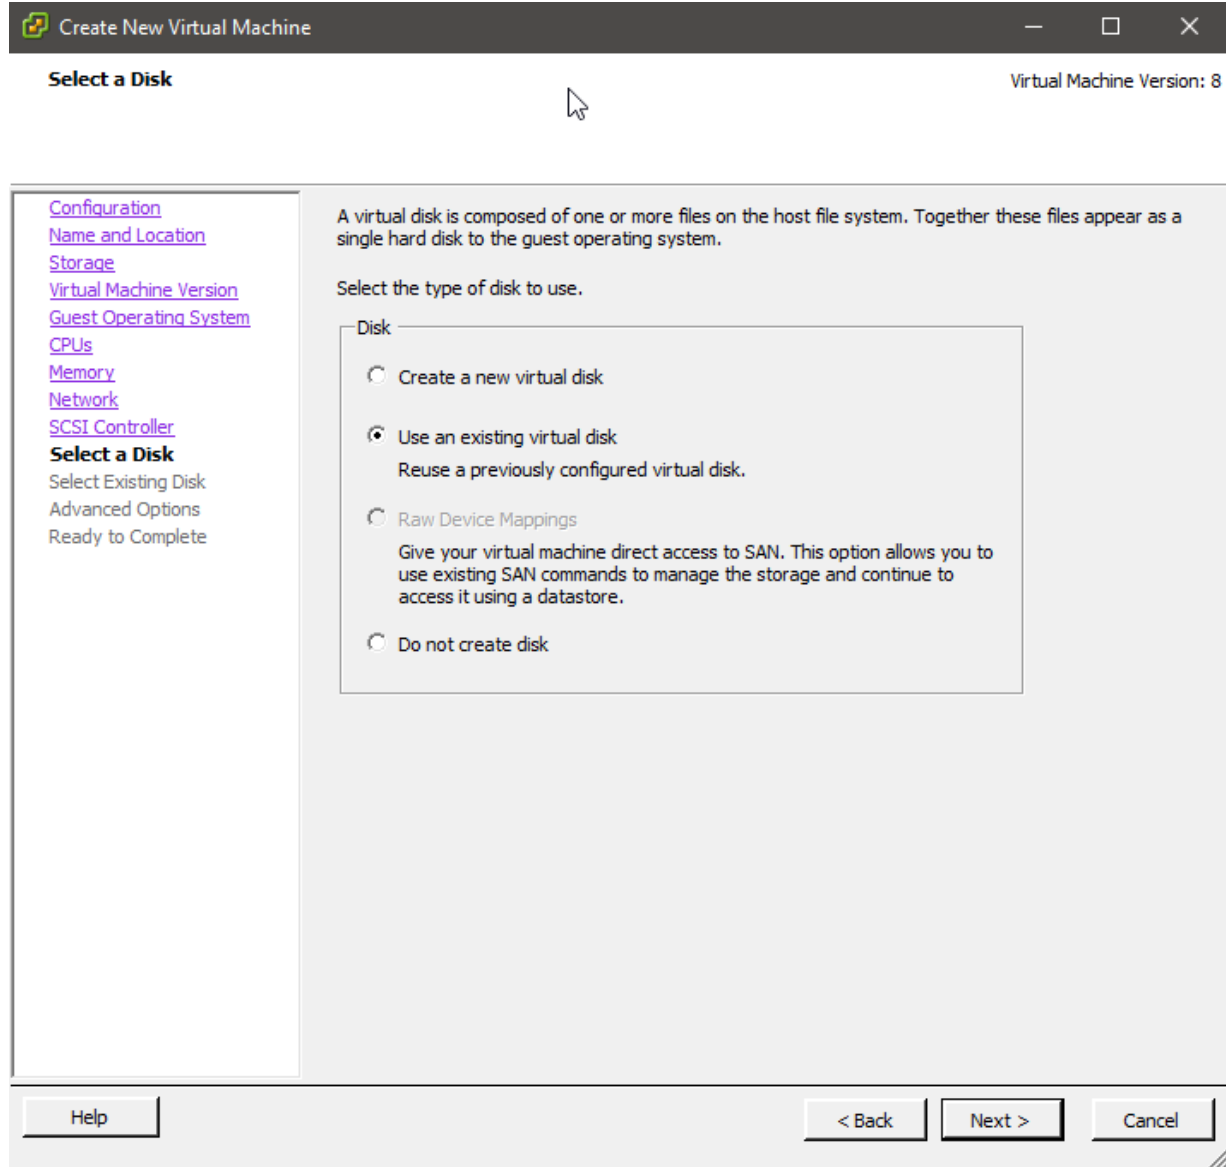 Create New Virtual Machine
Select a Disk
Virtual Machine Version: 8
Configuration
Name and Location
Storage
Virtual Machine Version
Guest Operating System
CPUs
Memory
Network
SCSI Controller
Select a Disk
Select Existing Disk
Advanced Options
Ready to Complete
A virtual disk is composed of one or more files on the host file system. Together these files appear as a
single hard disk to the guest operating system.
Select the type of disk to use.
Disk
Create a new virtual disk
Use an existing virtual disk
Reuse a previously configured virtual disk.
Raw Device Mappings
Give your virtual machine direct access to SAN. This option allows you to
use existing SAN commands to manage the storage and continue to
access it using a datastore.
Do not create disk
Help
< Back
Next >
Cancel